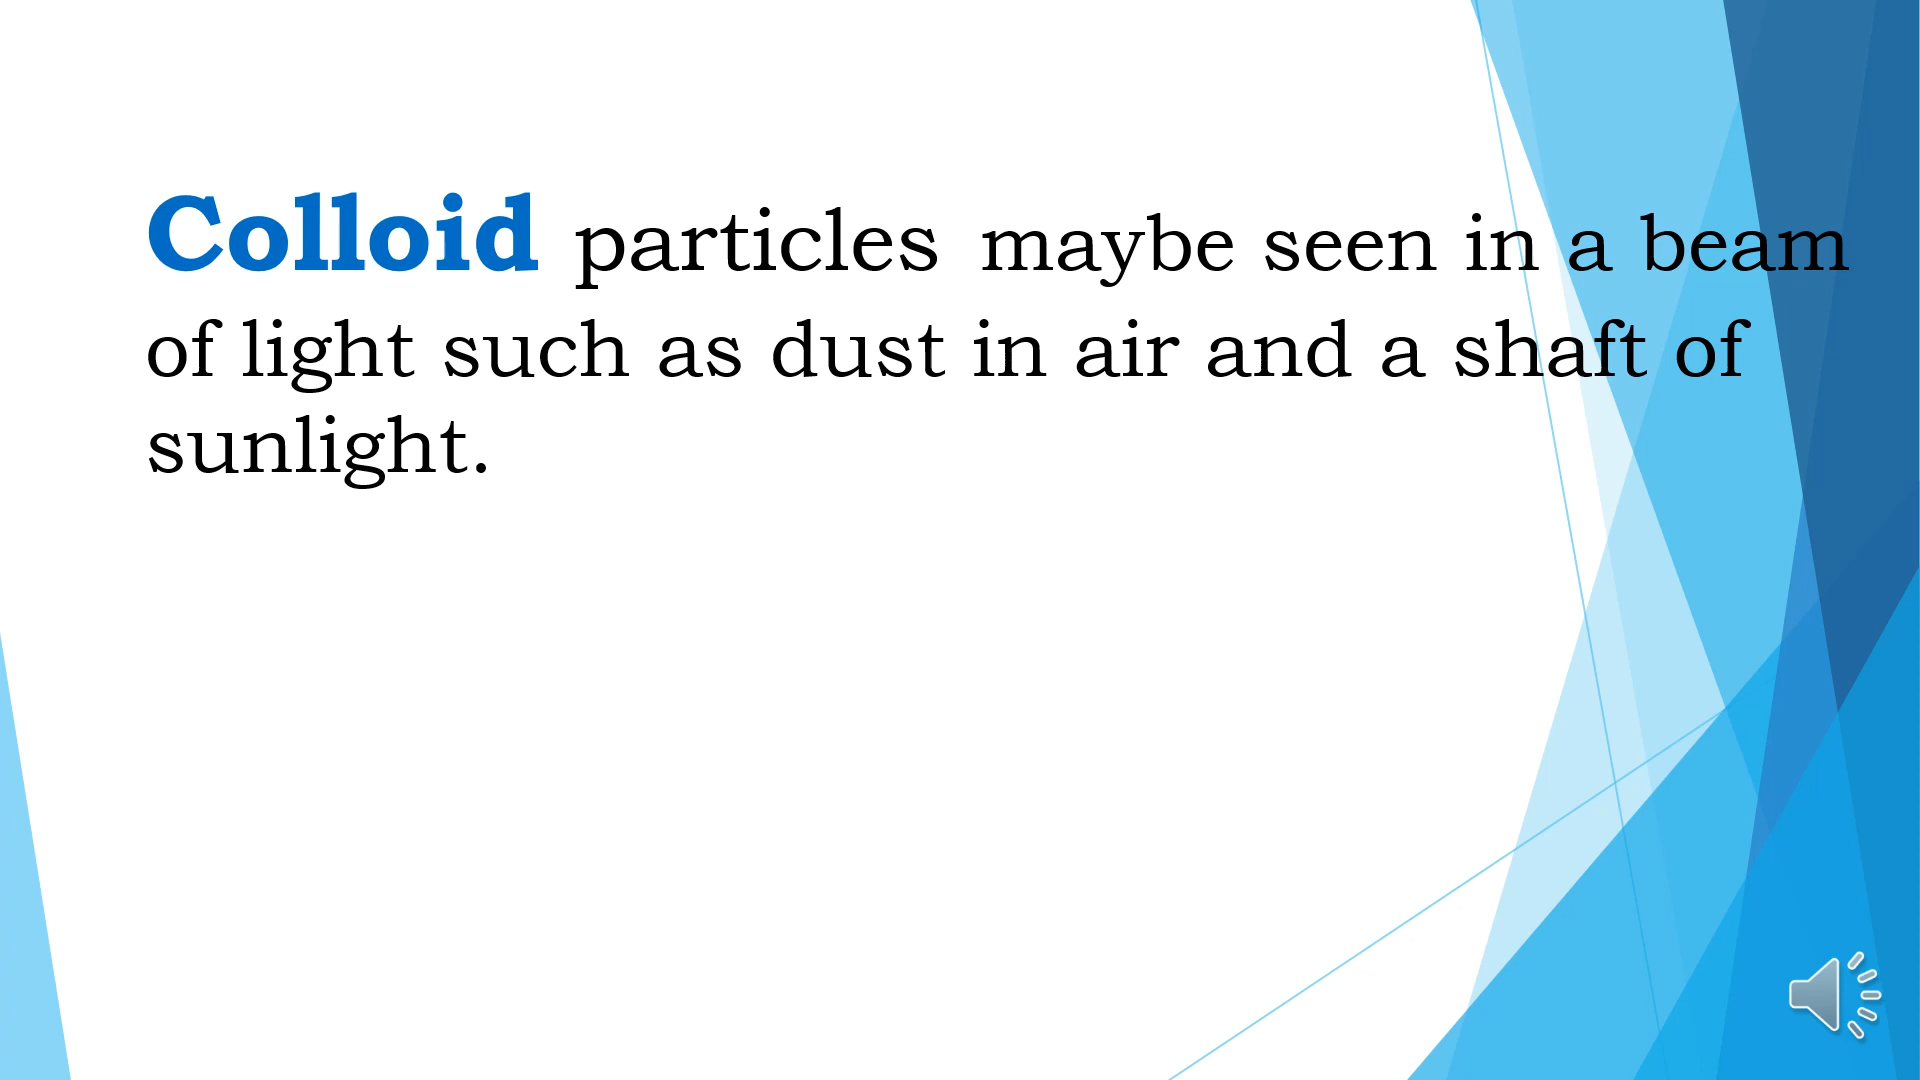 Colloid particles maybe seen in a beam
of light such as dust in air and a shaft of
sunlight.